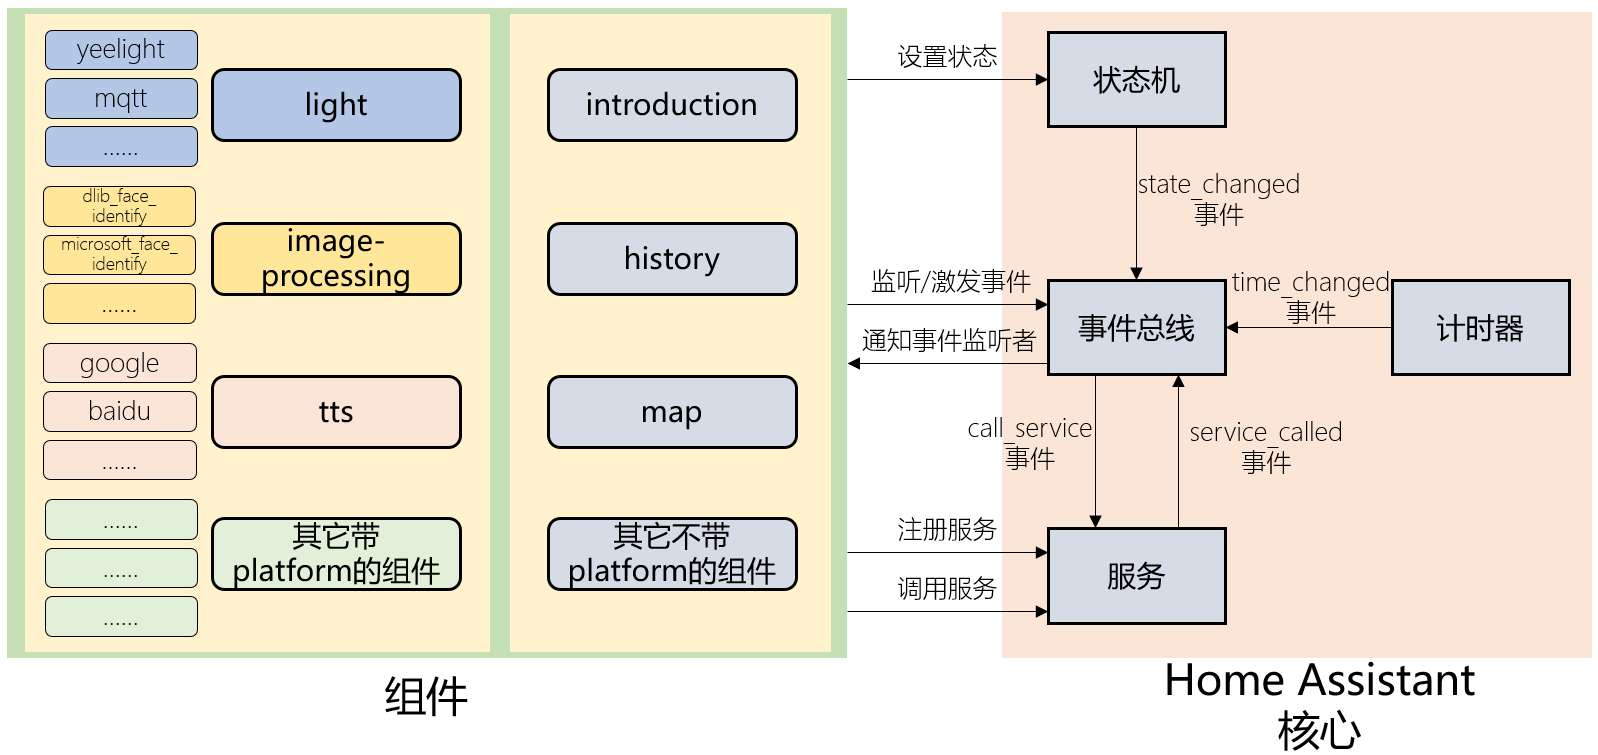 yeelight
mqtt
......
light
dlib_face_
identify
microsoft_face_
identify
......
image-
processing
google
baidu
......
tts
......
......
......
其它带
platform的组件
introduction
history
map
其它不带
platform的组件
组件
设置状态
监听/激发事件
通知事件监听者
注册服务
调用服务
状态机
state_changed
事件
事件总线
time_changed
事件
计时器
call_service
事件
service_called
事件
服务
Home Assistant
核心